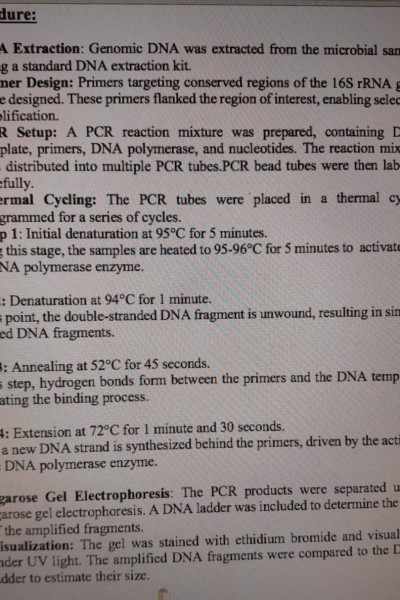 dure:
A Extraction: Genomic DNA was extracted from the microbial sam
g a standard DNA extraction kit.
ner Design: Primers targeting conserved regions of the 16S rRNA g
e designed. These primers flanked the region of interest, enabling selec
lification.
R Setup: A PCR reaction mixture was prepared, containing D
plate, primers, DNA polymerase, and nucleotides. The reaction mix
distributed into multiple PCR tubes.PCR bead tubes were then lab
efully.
ermal Cycling: The PCR tubes were placed in a thermal cy
grammed for a series of cycles.
p 1: Initial denaturation at 95°C for 5 minutes.
g this stage, the samples are heated to 95-96°C for 5 minutes to activate
NA polymerase enzyme.
: Denaturation at 94°C for 1 minute.
s point, the double-stranded DNA fragment is unwound, resulting in sin
ed DNA fragments.
3: Annealing at 52°C for 45 seconds.
s step, hydrogen bonds form between the primers and the DNA temp
ating the binding process.
4: Extension at 72°C for 1 minute and 30 seconds.
a new DNA strand is synthesized behind the primers, driven by the acti
DNA polymerase enzyme.
garose Gel Electrophoresis: The PCR products were separated u
garose gel electrophoresis. A DNA ladder was included to determine the
f the amplified fragments.
isualization: The gel was stained with ethidium bromide and visual
nder UV light. The amplified DNA fragments were compared to the D
adder to estimate their size.